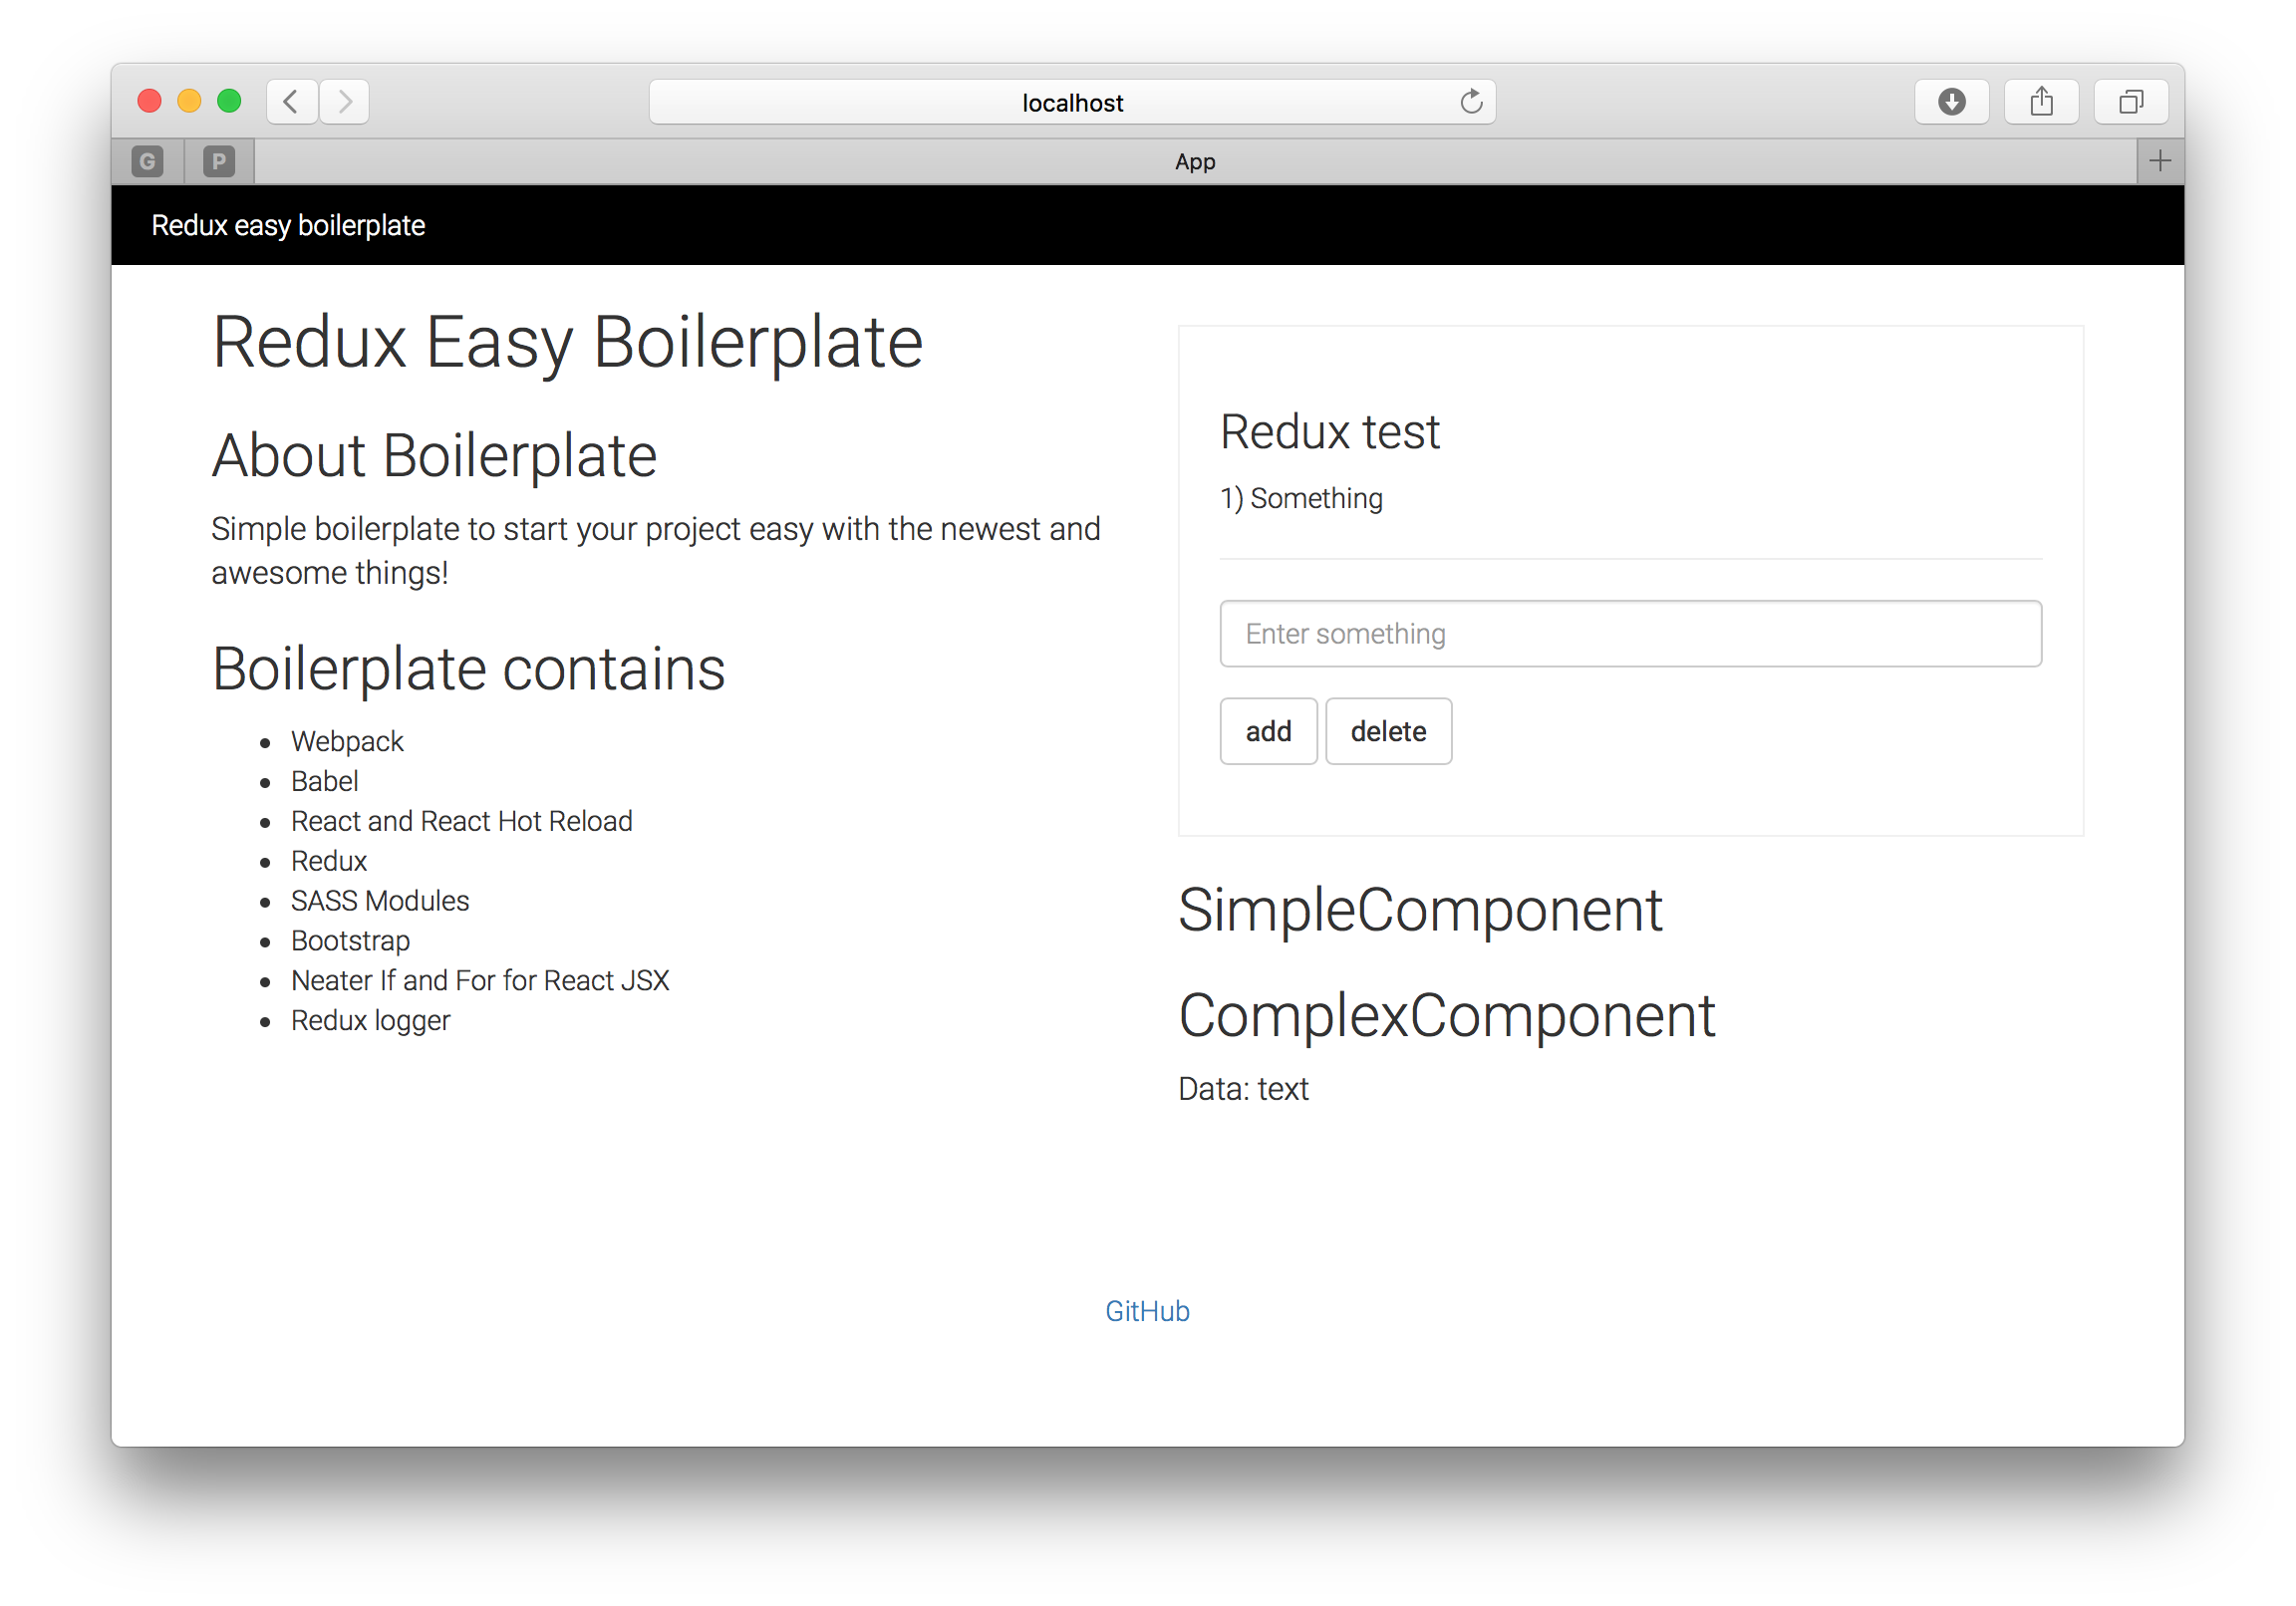 localhost
G
P
App
Redux easy boilerplate
Redux Easy Boilerplate
About Boilerplate
Simple boilerplate to start your project easy with the newest and
awesome things!
Boilerplate contains
Webpack
Babel
React and React Hot Reload
Redux
SASS Modules
Bootstrap
Neater If and For for React JSX
Redux logger
Redux test
1) Something
Enter something
add
delete
SimpleComponent
ComplexComponent
Data: text
GitHub